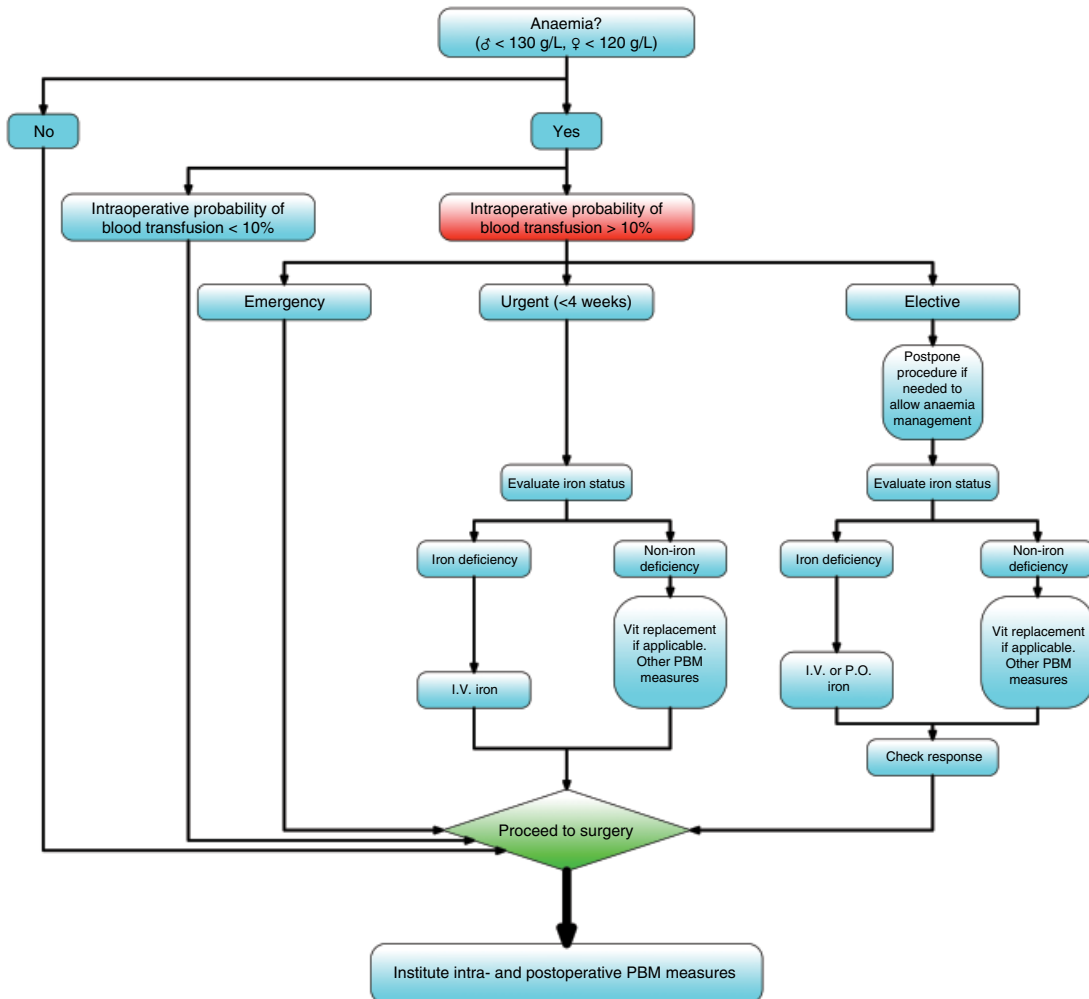 Anaemia?
(♂ < 130 g/L, ♀ < 120 g/L)
No
Yes
Intraoperative probability of
blood transfusion < 10%
Intraoperative probability of
blood transfusion > 10%
Emergency
Urgent (<4 weeks)
Elective
Postpone
procedure if
needed to
allow anaemia
management
Evaluate iron status
Evaluate iron status
Iron deficiency
Non-iron
deficiency
Iron deficiency
Non-iron
deficiency
Vit replacement
if applicable.
Other PBM
measures
Vit replacement
if applicable.
Other PBM
measures
I.V. iron
I.V. or P.O.
iron
Check response
Proceed to surgery
Institute intra- and postoperative PBM measures